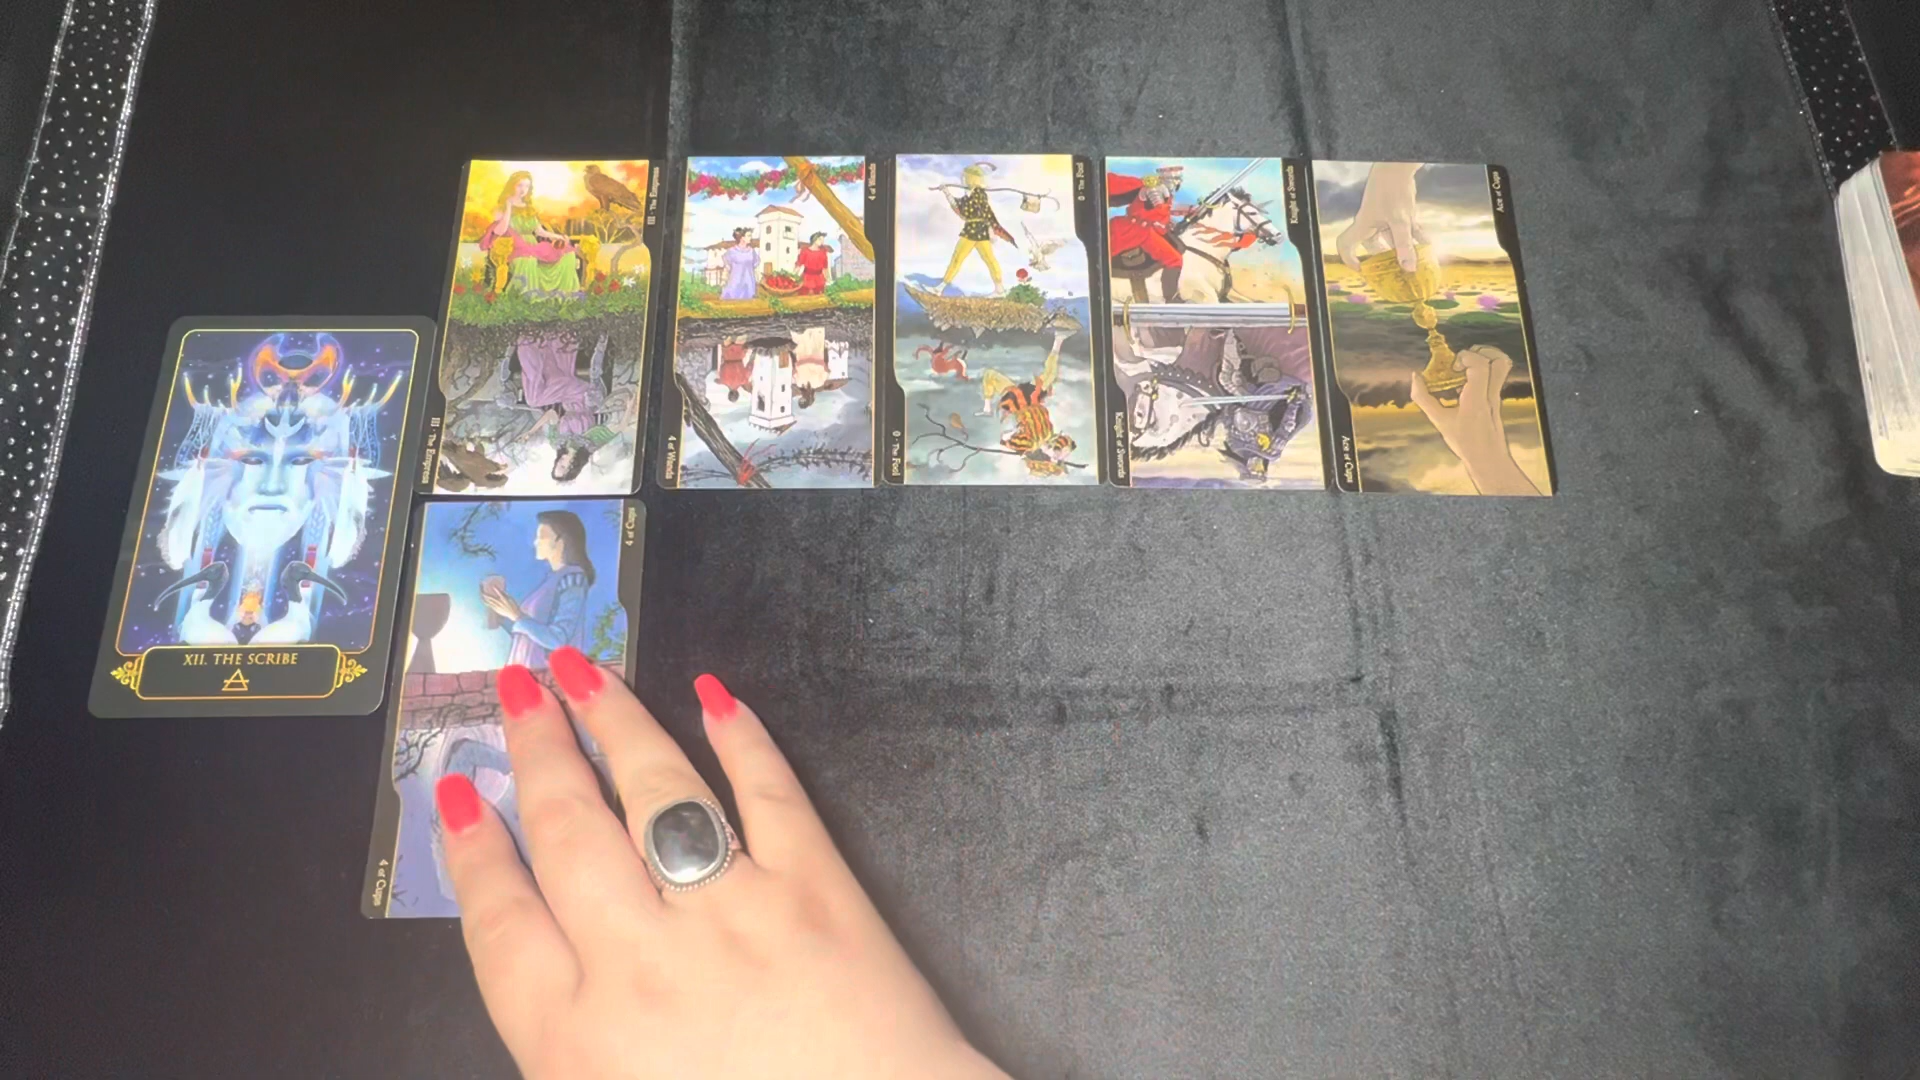 III - The Empress
4 of Wands
0 - The Fool
Knight of Swords
Ace of Cups
III - The Empress
4 of Wands
0 - The Fool
Knight of Swords
Ace of Cups
XII. THE SCRIBE
4 of Cups
4 of Cups